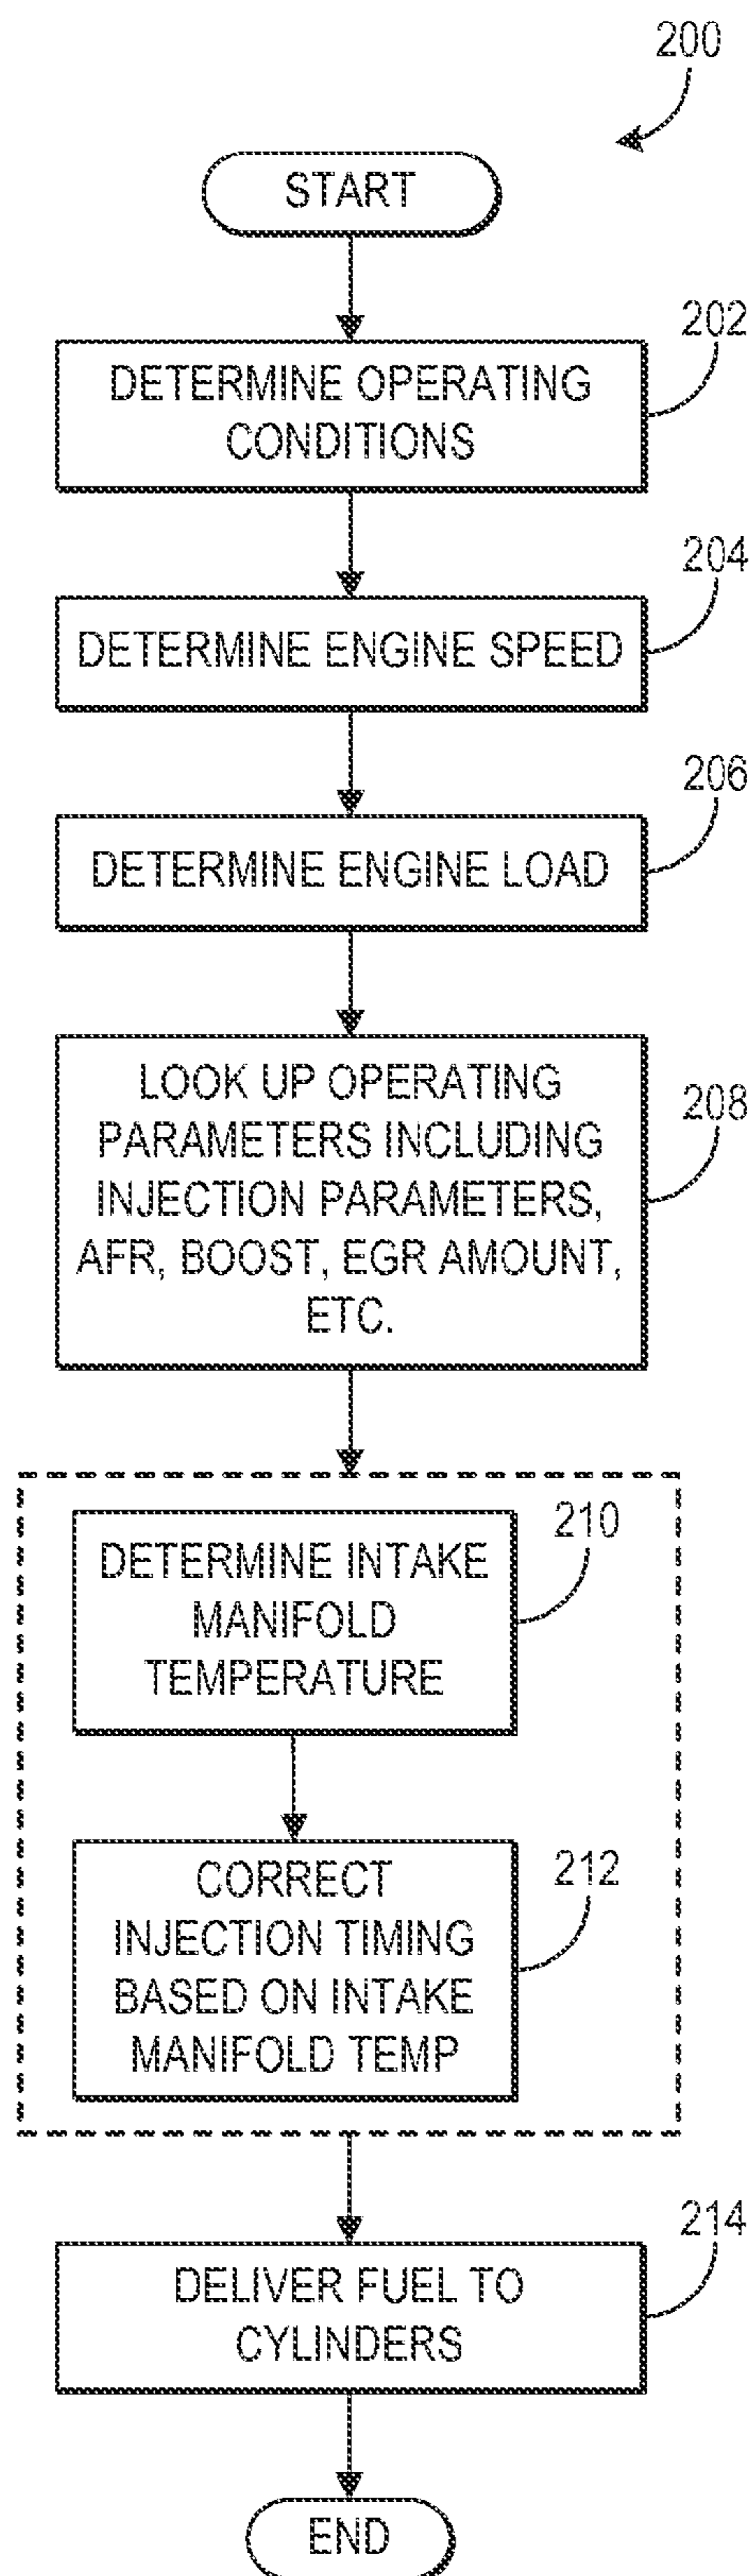 200
START
202
DETERMINE OPERATING
CONDITIONS
204
DETERMINE ENGINE SPEED
206
DETERMINE ENGINE LOAD
208
LOOK UP OPERATING
PARAMETERS INCLUDING
INJECTION PARAMETERS,
AFR, BOOST, EGR AMOUNT,
ETC.
210
DETERMINE INTAKE
MANIFOLD
TEMPERATURE
212
CORRECT
INJECTION TIMING
BASED ON INTAKE
MANIFOLD TEMP
214
DELIVER FUEL TO
CYLINDERS
END